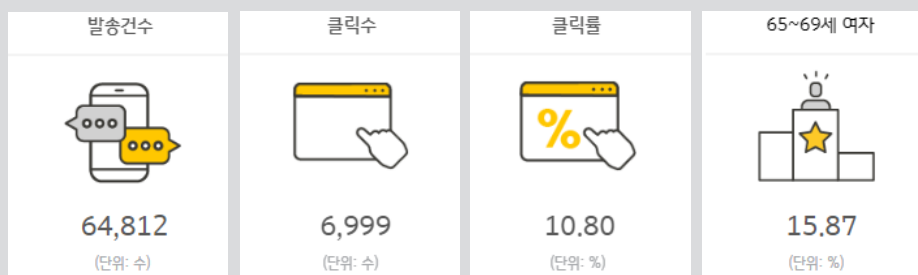 발송건수
64,812
(단위: 수)
클릭수
6,999
(단위: 수)
클릭률
%
10.80
(단위: %)
65~69세 여자
15.87
(단위: %)